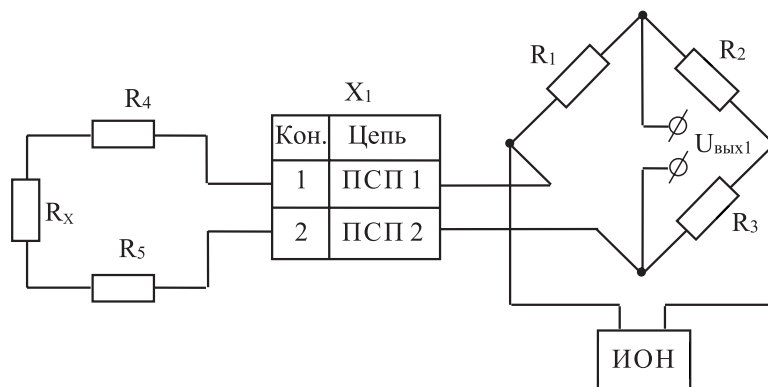 R₁
R₂
R₄
X₁
Кон. Цепь
Uвых1
1 ПСП 1
Rₓ
2 ПСП 2
R₃
R₅
ИОН